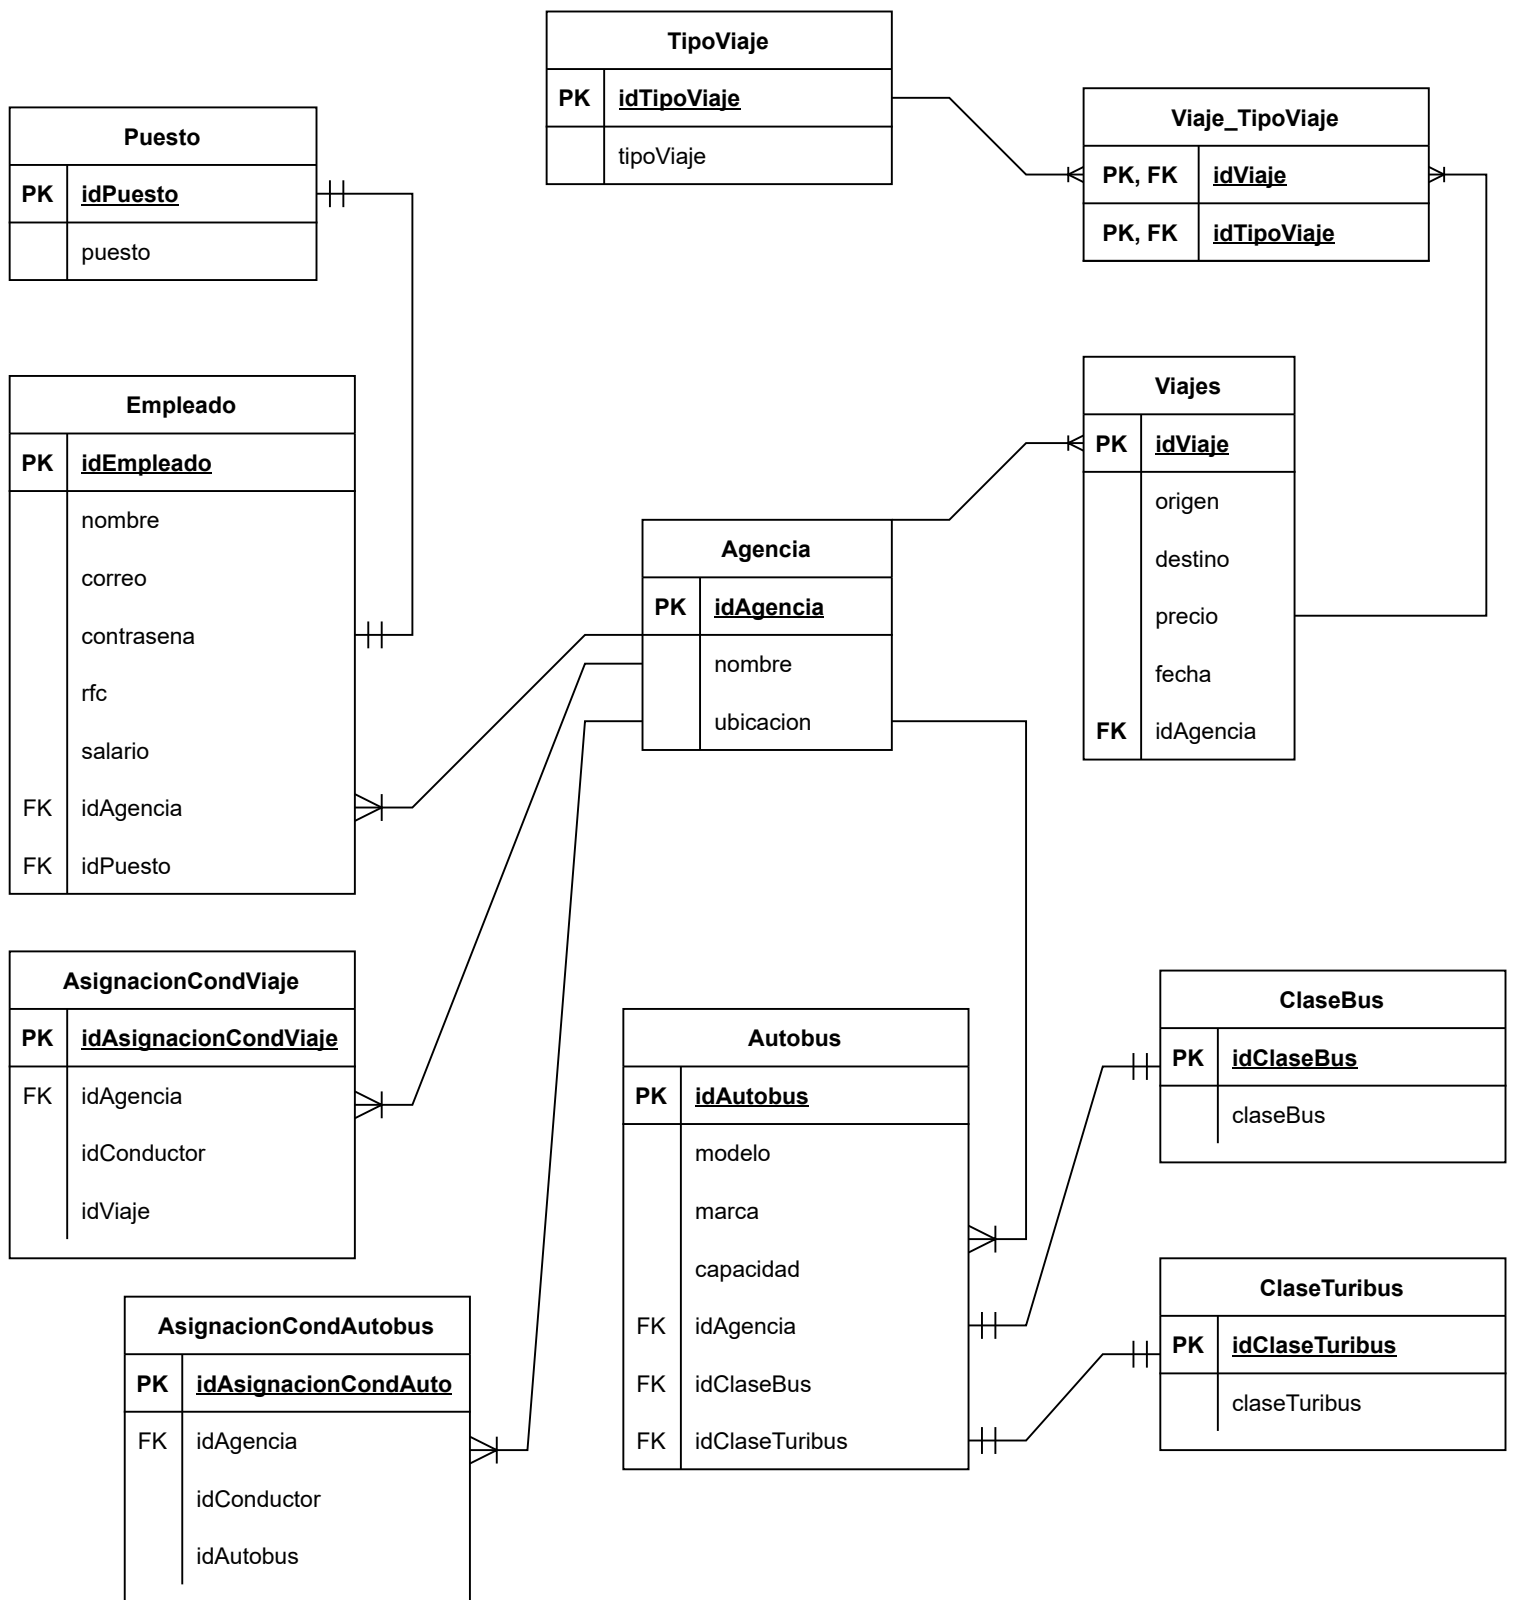 TipoViaje
PK idTipoViaje
tipoViaje
Viaje_TipoViaje
PK, FK idViaje
PK, FK idTipoViaje
Puesto
PK idPuesto
puesto
Empleado
PK idEmpleado
nombre
correo
contrasena
rfc
salario
FK idAgencia
FK idPuesto
Viajes
PK idViaje
origen
destino
precio
fecha
FK idAgencia
Agencia
PK idAgencia
nombre
ubicacion
AsignacionCondViaje
PK idAsignacionCondViaje
FK idAgencia
idConductor
idViaje
Autobus
PK idAutobus
modelo
marca
capacidad
FK idAgencia
FK idClaseBus
FK idClaseTuribus
ClaseBus
PK idClaseBus
claseBus
ClaseTuribus
PK idClaseTuribus
claseTuribus
AsignacionCondAutobus
PK idAsignacionCondAuto
FK idAgencia
idConductor
idAutobus